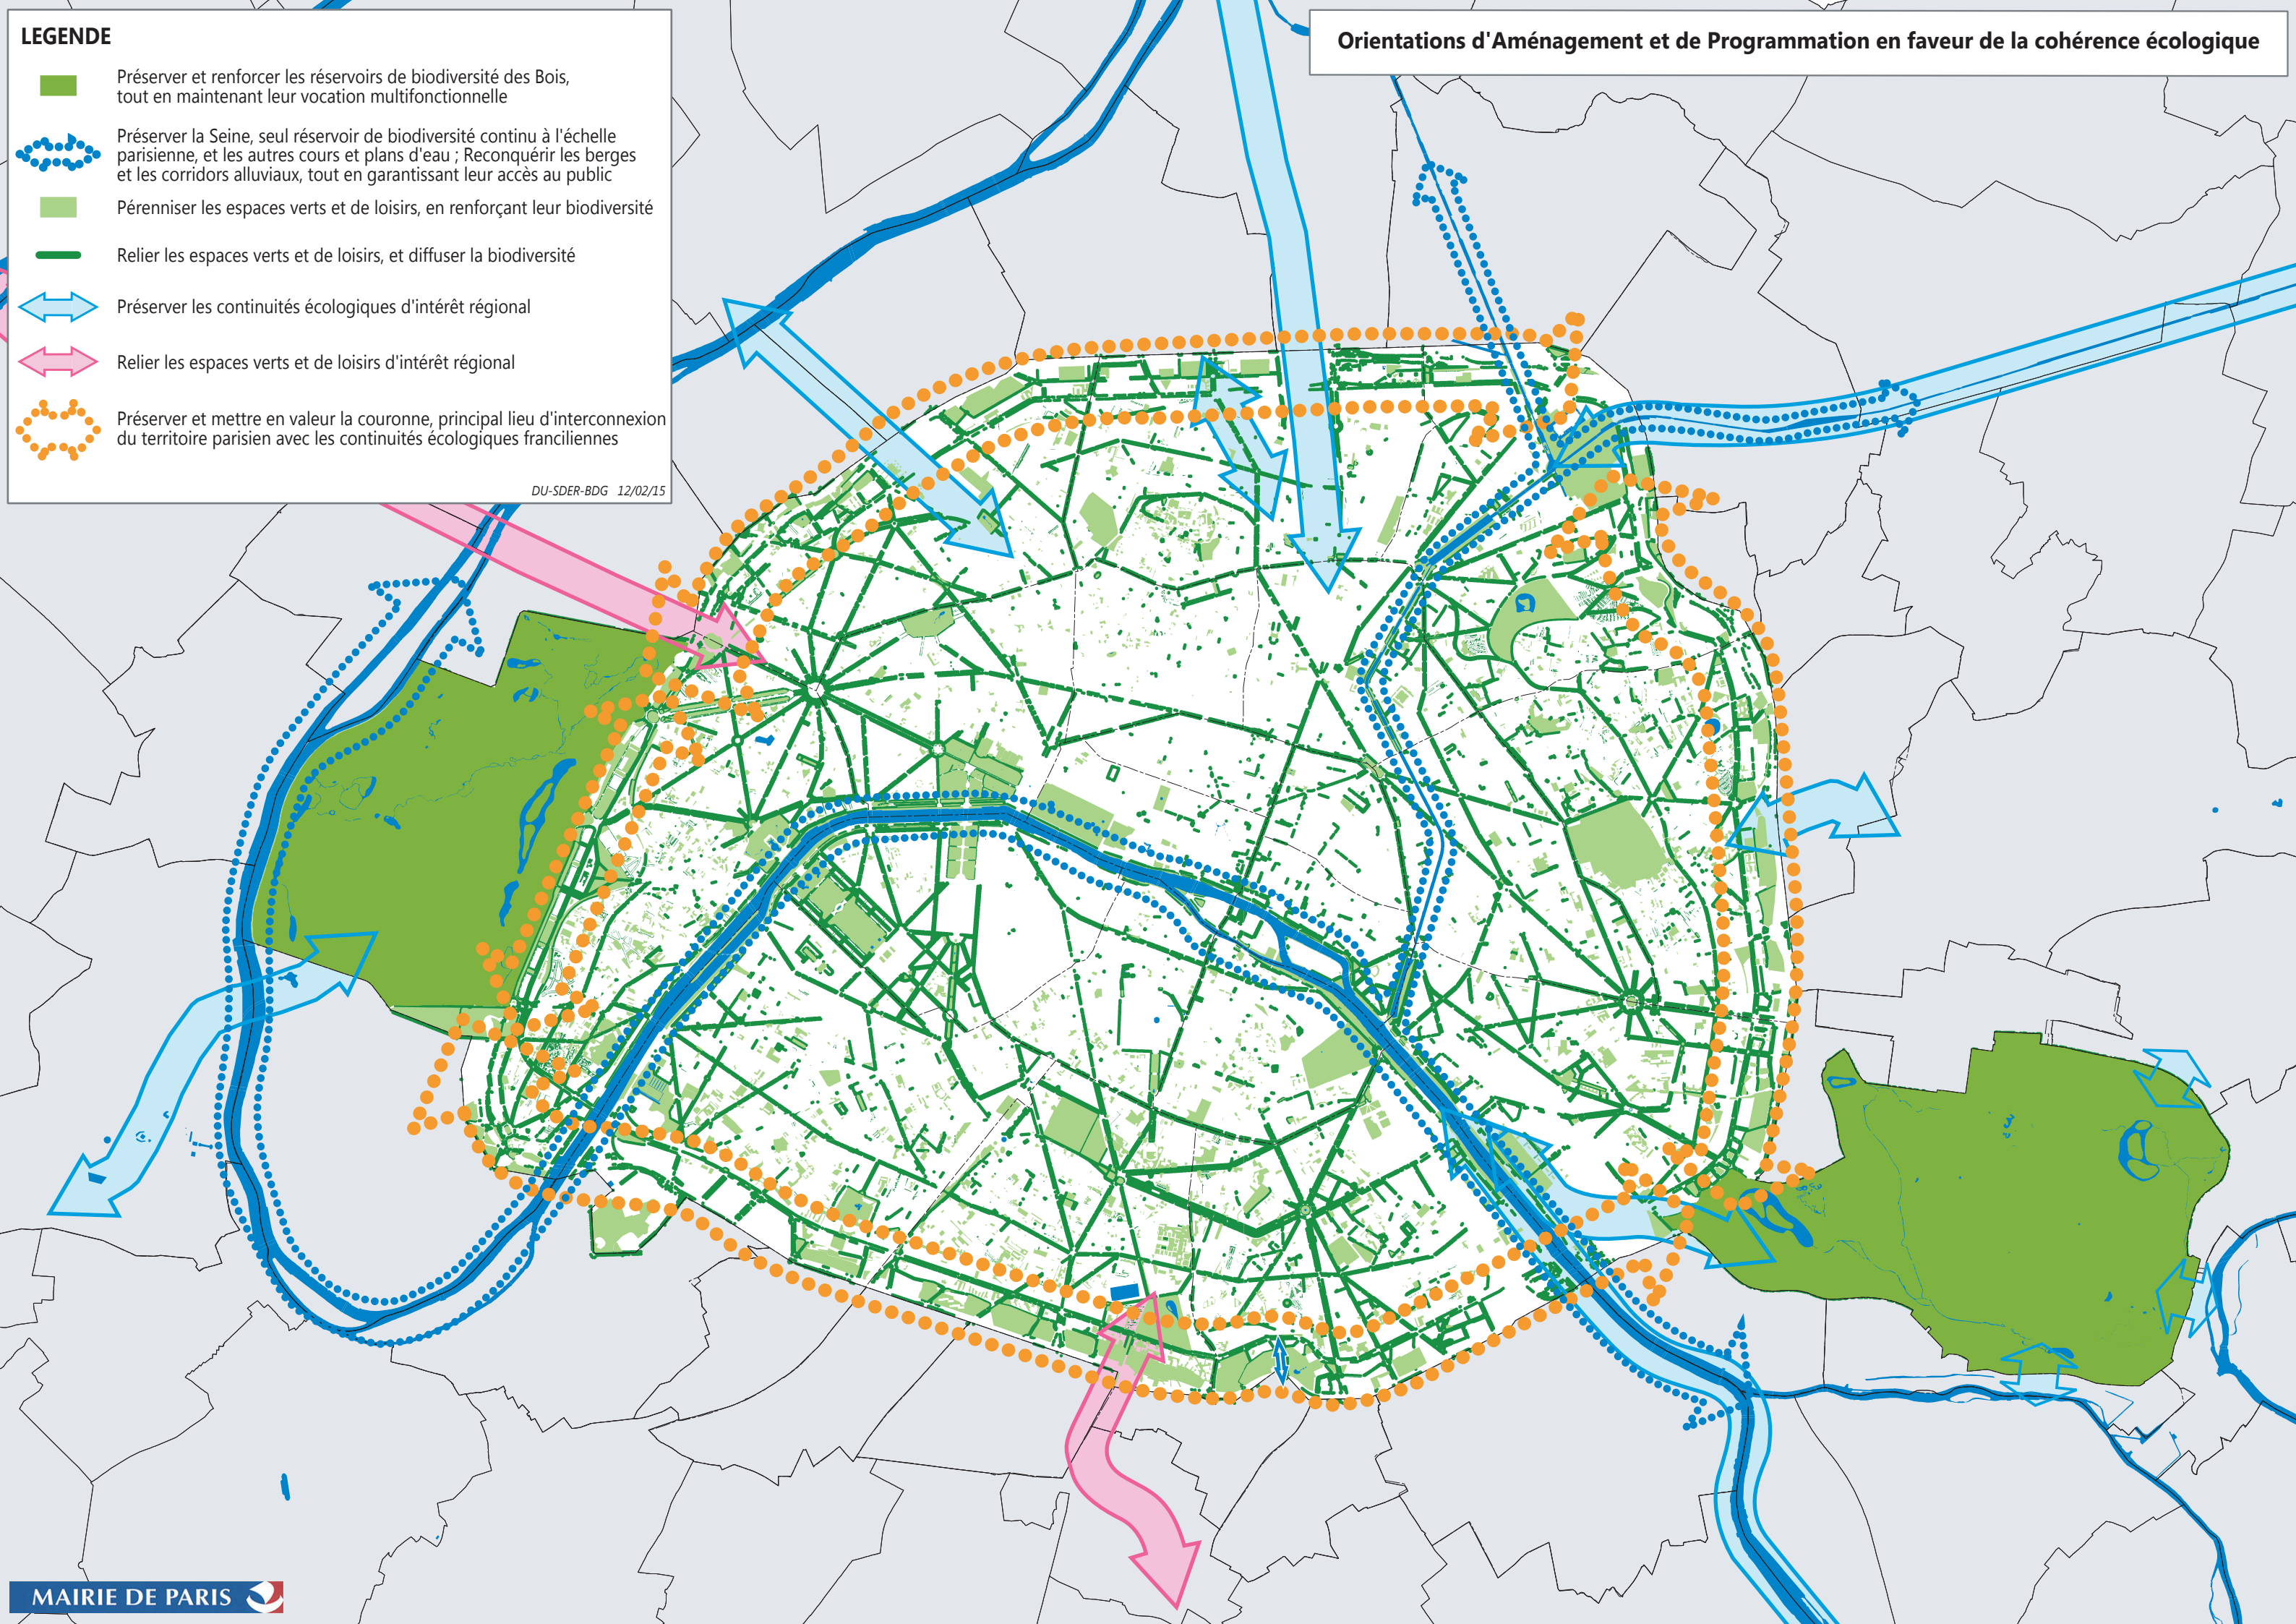 LEGENDE
Préserver et renforcer les réservoirs de biodiversité des Bois,
tout en maintenant leur vocation multifonctionnelle
Préserver la Seine, seul réservoir de biodiversité continu à l'échelle
parisienne, et les autres cours et plans d'eau ; Reconquérir les berges
et les corridors alluviaux, tout en garantissant leur accès au public
Pérenniser les espaces verts et de loisirs, en renforçant leur biodiversité
Relier les espaces verts et de loisirs, et diffuser la biodiversité
Préserver les continuités écologiques d'intérêt régional
Relier les espaces verts et de loisirs d'intérêt régional
Préserver et mettre en valeur la couronne, principal lieu d'interconnexion
du territoire parisien avec les continuités écologiques franciliennes
DU-SDER-BDG 12/02/15
Orientations d'Aménagement et de Programmation en faveur de la cohérence écologique
MAIRIE DE PARIS